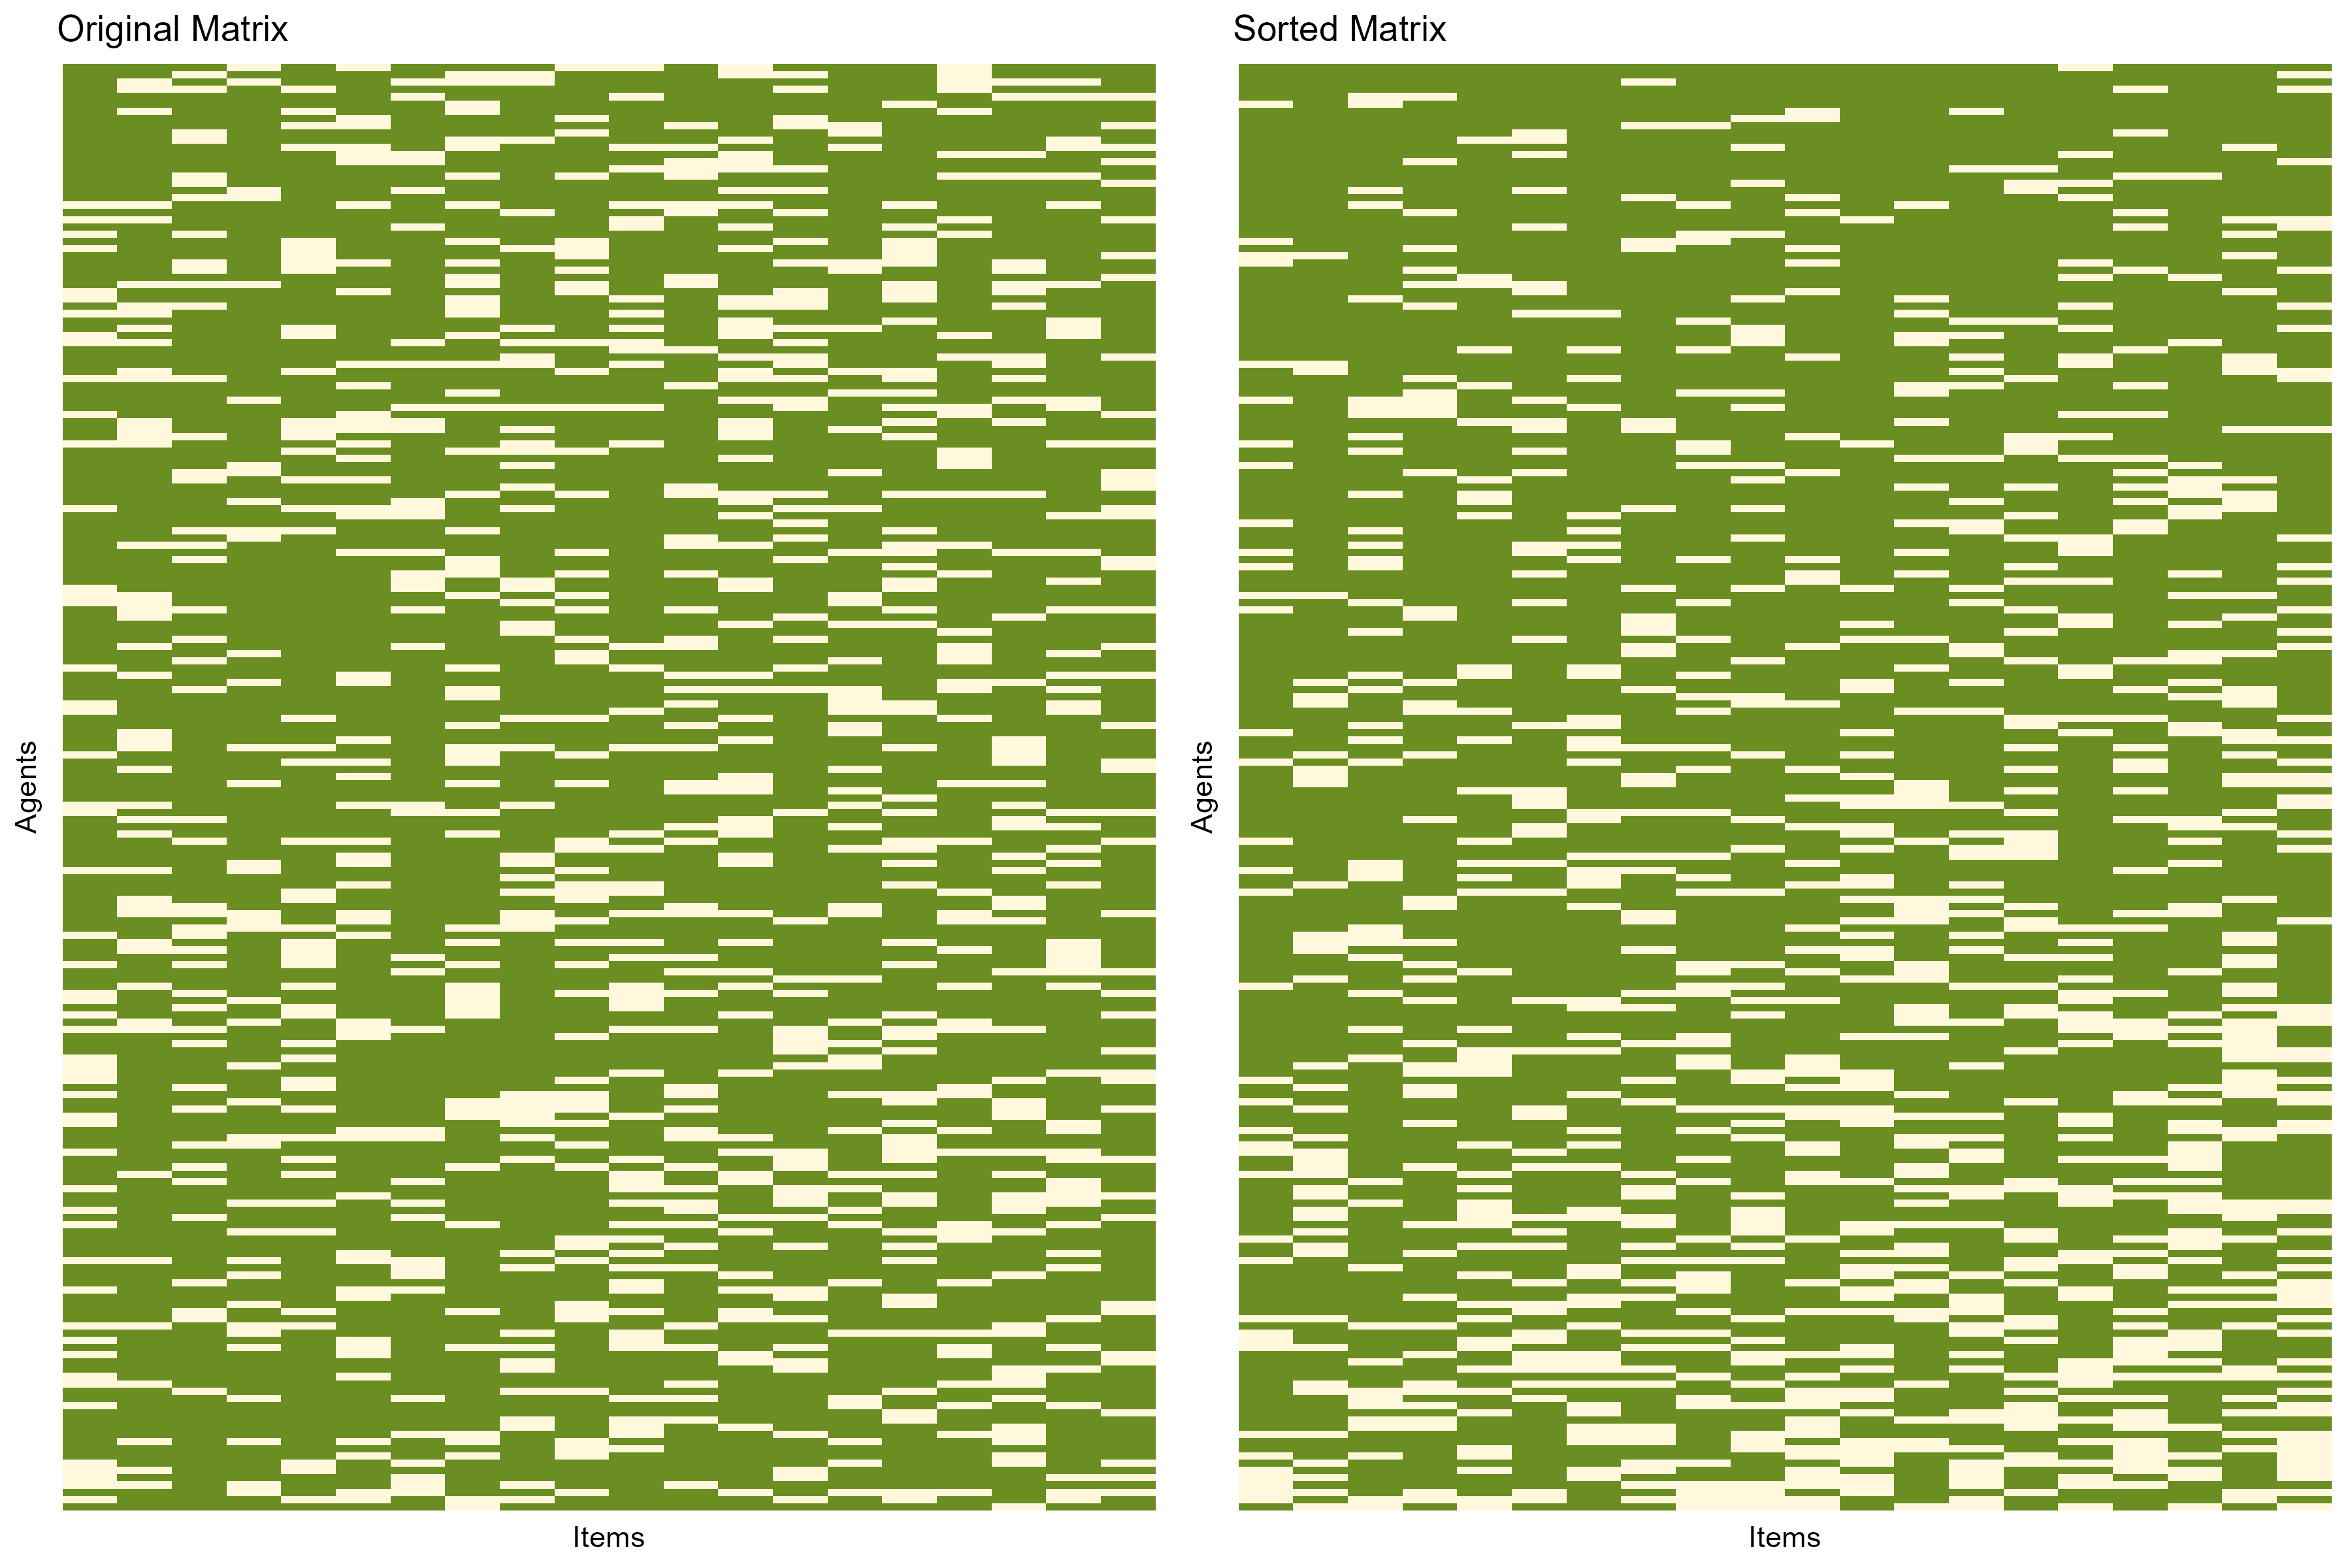 Original Matrix
Agents
Items
Sorted Matrix
Agents
Items